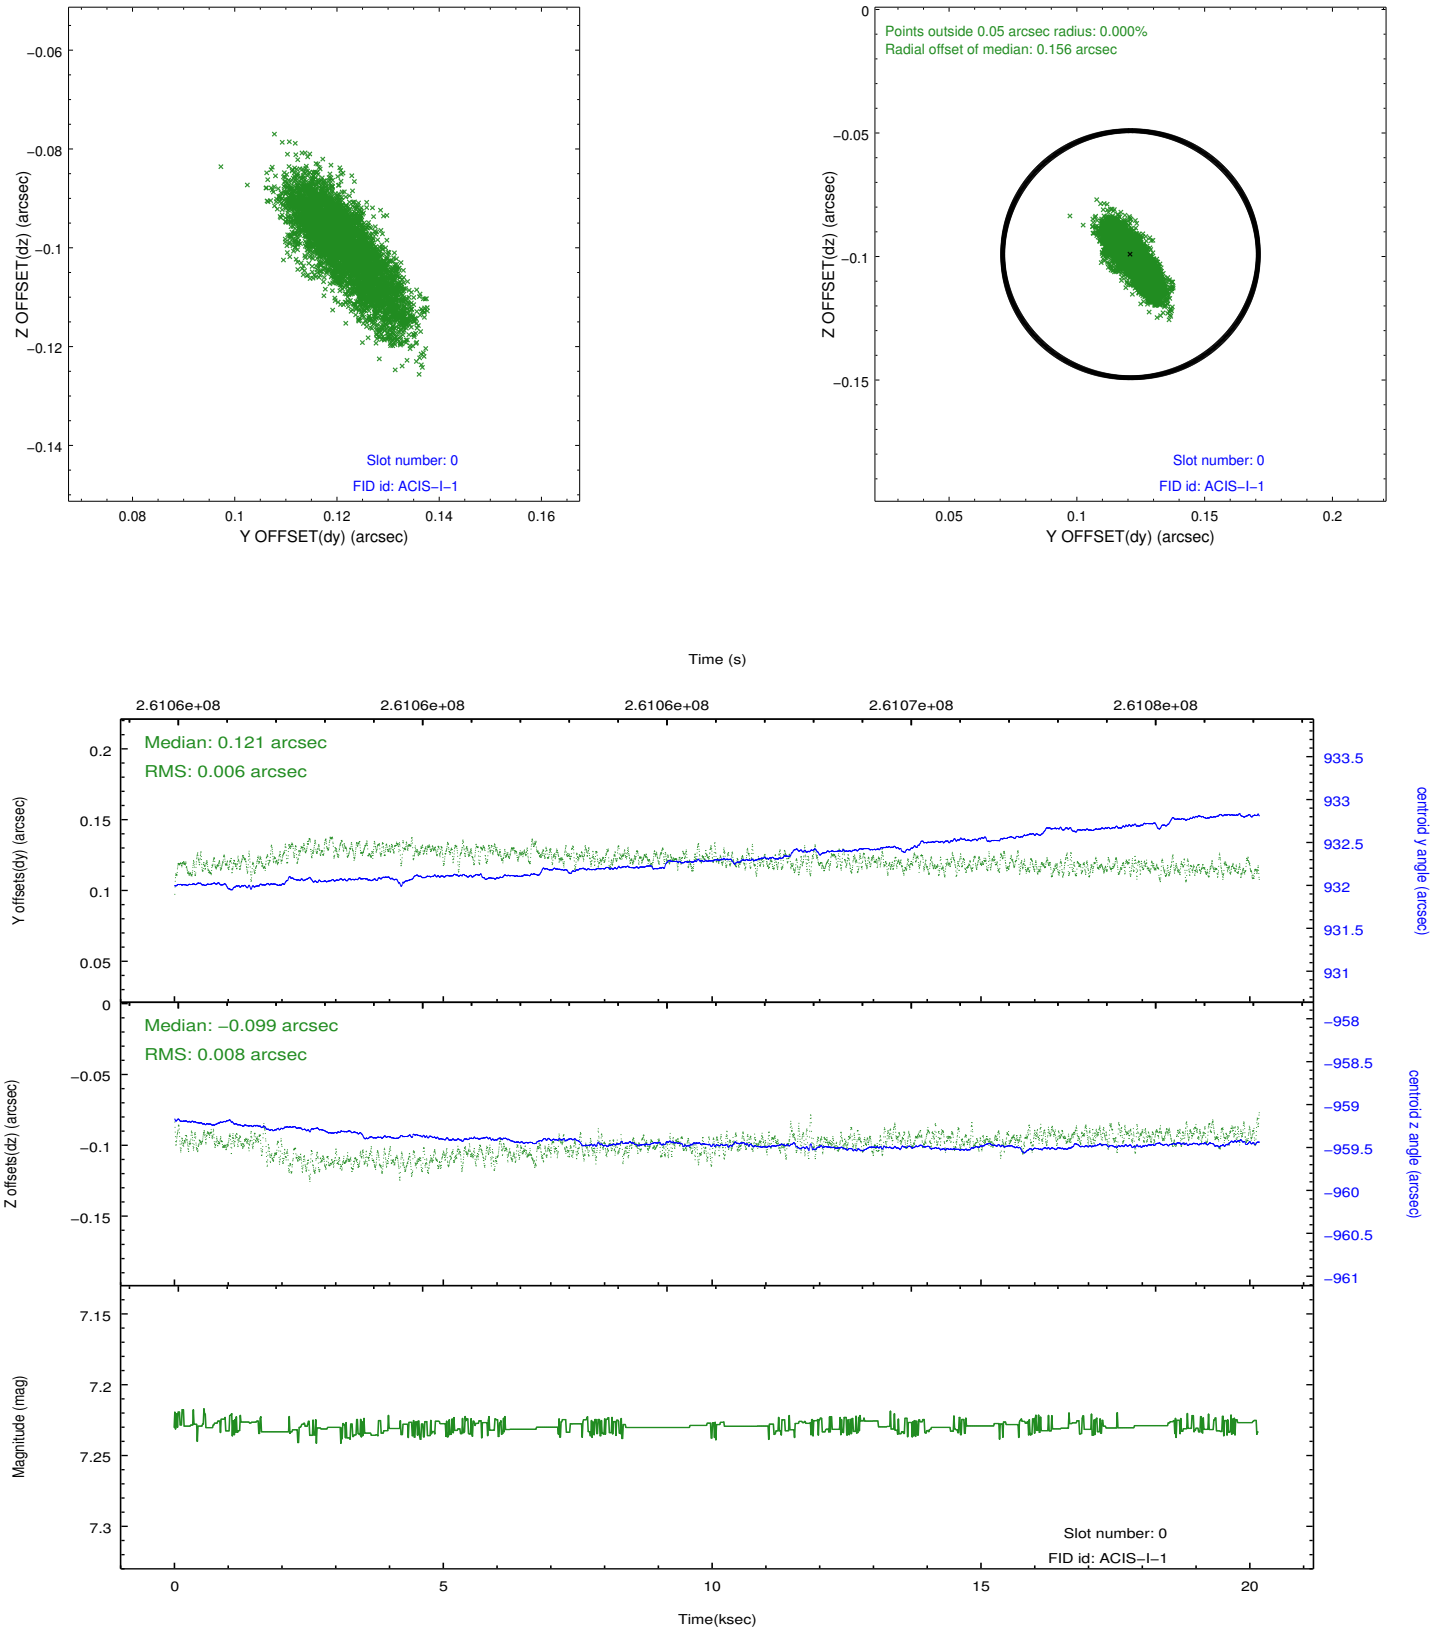 −0.06
−0.08
−0.1
−0.12
−0.14
Z OFFSET(dz) (arcsec)
Slot number: 0
FID id: ACIS−I−1
0.08
0.1
0.12
0.14
0.16
Y OFFSET(dy) (arcsec)
0
−0.05
−0.1
−0.15
Z OFFSET(dz) (arcsec)
Points outside 0.05 arcsec radius: 0.000%
Radial offset of median: 0.156 arcsec
Slot number: 0
FID id: ACIS−I−1
0.05
0.1
0.15
0.2
Y OFFSET(dy) (arcsec)
Time (s)
2.6106e+08
2.6106e+08
2.6106e+08
2.6107e+08
2.6108e+08
Median: 0.121 arcsec
RMS: 0.006 arcsec
0.2
0.15
0.1
0.05
Y offsets(dy) (arcsec)
933.5
933
932.5
932
931.5
931
centroid y angle (arcsec)
Median: −0.099 arcsec
RMS: 0.008 arcsec
0
−0.05
−0.1
−0.15
Z offsets(dz) (arcsec)
−958
−958.5
−959
−959.5
−960
−960.5
−961
centroid z angle (arcsec)
7.15
7.2
7.25
7.3
Magnitude (mag)
Slot number: 0
FID id: ACIS−I−1
0
5
10
15
20
Time(ksec)